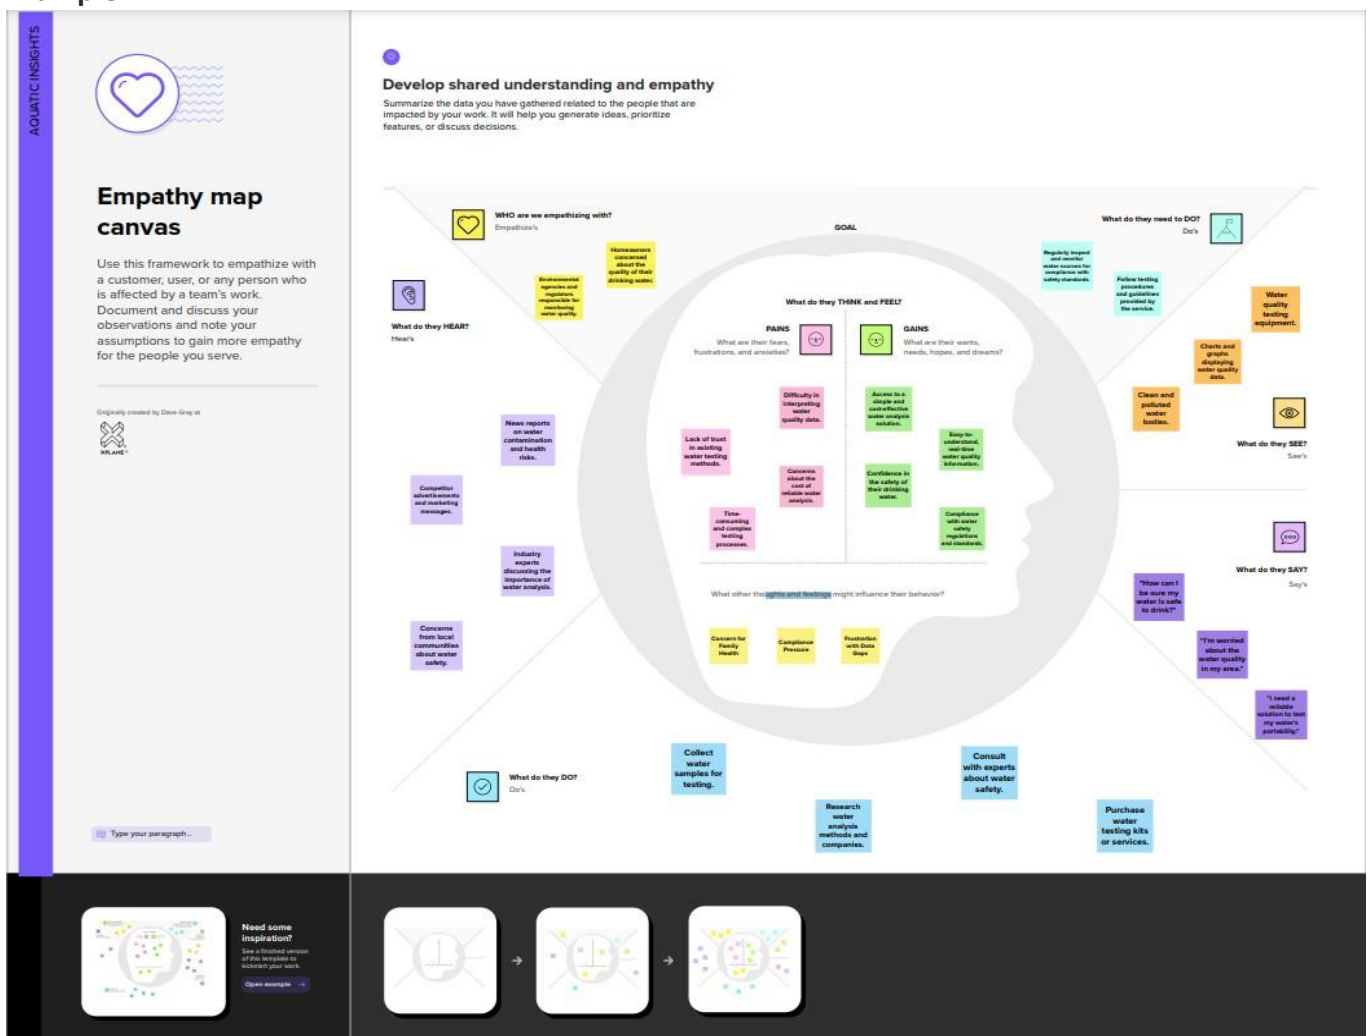 AQUATIC INSIGHTS
Empathy map
canvas
Use this framework to empathize with
a customer, user, or any person who
is affected by a team's work.
Document and discuss your
observations and note your
assumptions to gain more empathy
for the people you serve.
Originally created by Dave Gray at
XPLANE
Type your paragraph...
Develop shared understanding and empathy
Summarize the data you have gathered related to the people that are
impacted by your work. It will help you generate ideas, prioritize
features, or discuss decisions.
WHO are we empathizing with?
Empathize's
Environmental
agencies and
regulators
responsible for
monitoring
water quality.
Homeowners
concerned
about the
quality of their
drinking water.
GOAL
What do they need to DO?
Do's
Regularly inspect
and monitor
water sources for
compliance with
safety standards.
Follow testing
procedures
and guidelines
provided by
the service.
What do they HEAR?
Hear's
News reports
on water
contamination
and health
risks.
Competitor
advertisements
and marketing
messages.
Industry
experts
discussing the
importance of
water analysis.
Concerns
from local
communities
about water
safety.
What do they THINK and FEEL?
PAINS
What are their fears,
frustrations, and anxieties?
Difficulty in
interpreting
water
quality data.
Lack of trust
in existing
water testing
methods.
Concerns
about the
cost of
reliable water
analysis.
Time-
consuming
and complex
testing
processes.
GAINS
What are their wants,
needs, hopes, and dreams?
Access to a
simple and
cost-effective
water analysis
solution.
Easy-to-
understand,
real-time
water quality
information.
Confidence in
the safety of
their drinking
water.
Compliance
with water
safety
regulations
and standards.
What other thoughts and feelings might influence their behavior?
Concern for
Family
Health
Compliance
Pressure
Frustration
with Data
Gaps
Water
quality
testing
equipment.
Charts and
graphs
displaying
water quality
data.
Clean and
polluted
water
bodies.
What do they SEE?
See's
What do they SAY?
Say's
"How can I
be sure my
water is safe
to drink?"
"I'm worried
about the
water quality
in my area."
"I need a
reliable
solution to test
my water's
portability."
What do they DO?
Do's
Collect
water
samples for
testing.
Research
water
analysis
methods and
companies.
Consult
with experts
about water
safety.
Purchase
water
testing kits
or services.
Need some
inspiration?
See a finished version
of this template to
kickstart your work.
Open example